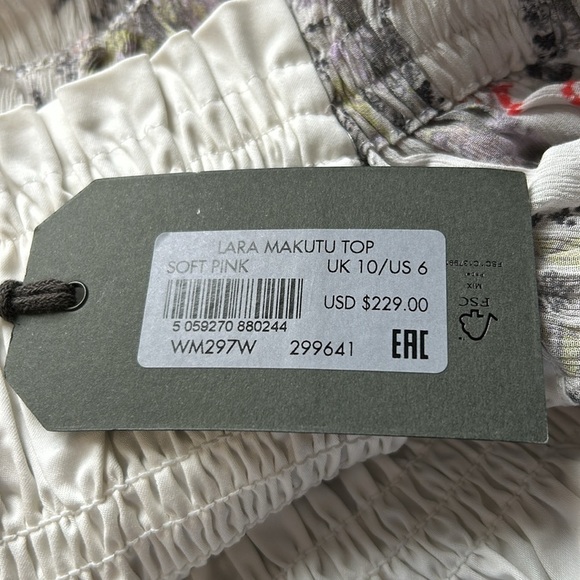 LARA MAKUTU TOP
SOFT PINK UK 10/US 6
USD $229.00
5 059270 880244
WM297W 299641 EAC
FSC
MIX